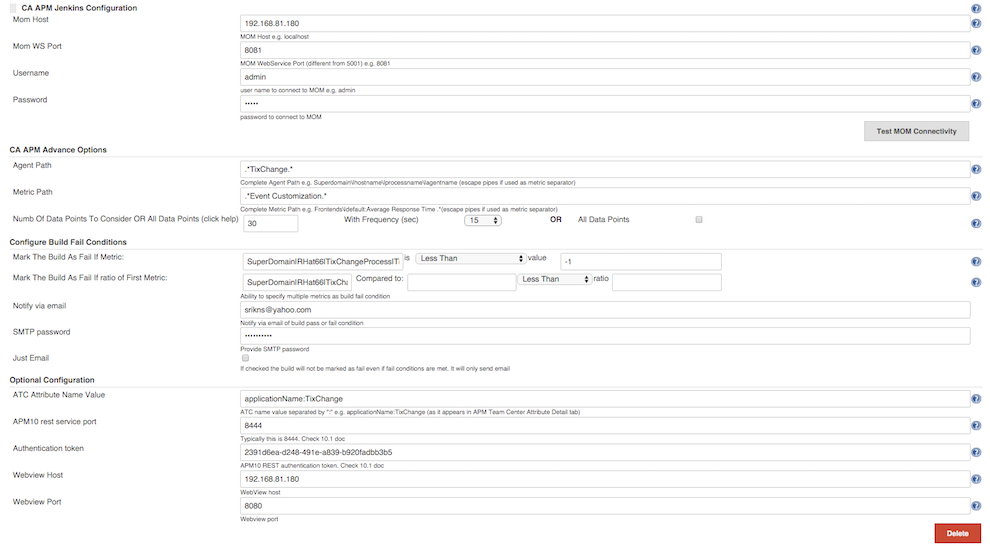 CA APM Jenkins Configuration
Mom Host
192.168.81.180
MOM Host e.g. localhost
Mom WS Port
8081
MOM WebService Port (different from 5001) e.g. 8081
Username
admin
user name to connect to MOM e.g. admin
Password
•••••
password to connect to MOM
Test MOM Connectivity
CA APM Advance Options
Agent Path
.*TixChange.*
Complete Agent Path e.g. Superdomain\hostname\|processname\|agentname (escape pipes if used as metric separator)
Metric Path
.*Event Customization.*
Complete Metric Path e.g. Frontends\|default:Average Response Time .*(escape pipes if used as metric separator)
Numb Of Data Points To Consider OR All Data Points (click help) 30 With Frequency (sec) 15 OR All Data Points
Configure Build Fail Conditions
Mark The Build As Fail If Metric: SuperDomain|RHat66|TixChangeProcess|Ti is Less Than value -1
Mark The Build As Fail If ratio of First Metric: SuperDomain|RHat66|TixCha Compared to: Less Than ratio
Ability to specify multiple metrics as build fail condition
Notify via email
srikns@yahoo.com
Notify via email of build pass or fail condition
SMTP password
••••••••••
Provide SMTP password
Just Email
If checked the build will not be marked as fail even if fail conditions are met. It will only send email
Optional Configuration
ATC Attribute Name Value
applicationName:TixChange
ATC name value separated by ":" e.g. applicationName:TixChange (as it appears in APM Team Center Attribute Detail tab)
APM10 rest service port
8444
Typically this is 8444. Check 10.1 doc
Authentication token
2391d6ea-d248-491e-a839-b920fadbb3b5
APM10 REST authentication token. Check 10.1 doc
Webview Host
192.168.81.180
WebView host
Webview Port
8080
Webview port
Delete